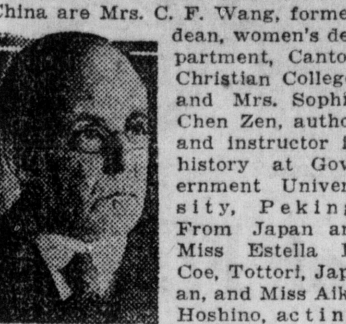 China are Mrs. C. F. Wang, forme
dean, women's de
partment, Canto
Christian College
and Mrs. Sophi
Chen Zen, autho
and instructor i
history at Gov
ernment Univer
sity, Peking
From Japan ar
Miss Estella
Coe, Tottori, Jap
an, and Miss Aik
Hoshino, actin